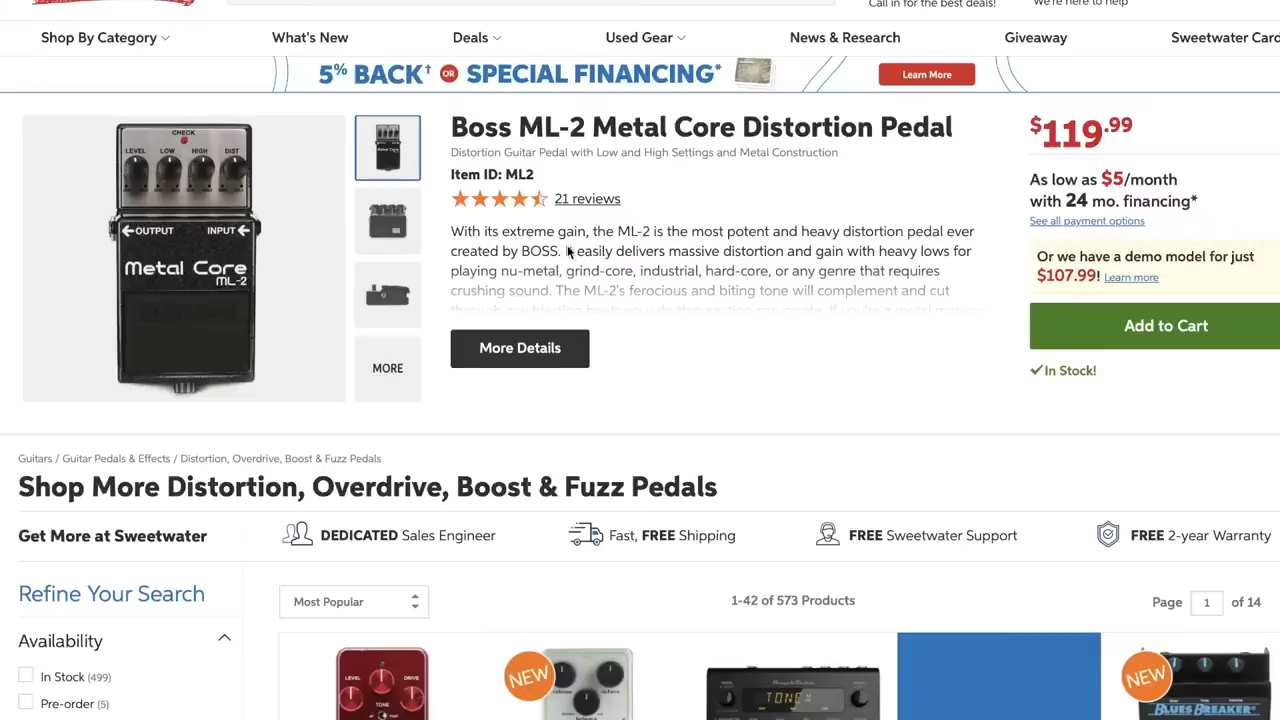 Call in for the best deals!
We're here to help
Shop By Category
What's New
Deals
Used Gear
News & Research
Giveaway
Sweetwater Card
5% BACK† OR SPECIAL FINANCING*
Learn More
Boss ML-2 Metal Core Distortion Pedal
Distortion Guitar Pedal with Low and High Settings and Metal Construction
Item ID: ML2
21 reviews
With its extreme gain, the ML-2 is the most potent and heavy distortion pedal ever
created by BOSS. easily delivers massive distortion and gain with heavy lows for
playing nu-metal, grind-core, industrial, hard-core, or any genre that requires
crushing sound. The ML-2's ferocious and biting tone will complement and cut
More Details
CHECK
LEVEL LOW HIGH DIST
OUTPUT INPUT
Metal Core
ML-2
MORE
$119.99
As low as $5/month
with 24 mo. financing*
See all payment options
Or we have a demo model for just
$107.99! Learn more
Add to Cart
In Stock!
Guitars / Guitar Pedals & Effects / Distortion, Overdrive, Boost & Fuzz Pedals
Shop More Distortion, Overdrive, Boost & Fuzz Pedals
Get More at Sweetwater
DEDICATED Sales Engineer
Fast, FREE Shipping
FREE Sweetwater Support
FREE 2-year Warranty
Refine Your Search
Most Popular
1-42 of 573 Products
Page 1 of 14
Availability
In Stock (499)
Pre-order (5)
LEVEL DRIVE
TONE
NEW
volume octave
TONEX
NEW
BLUES BREAKER